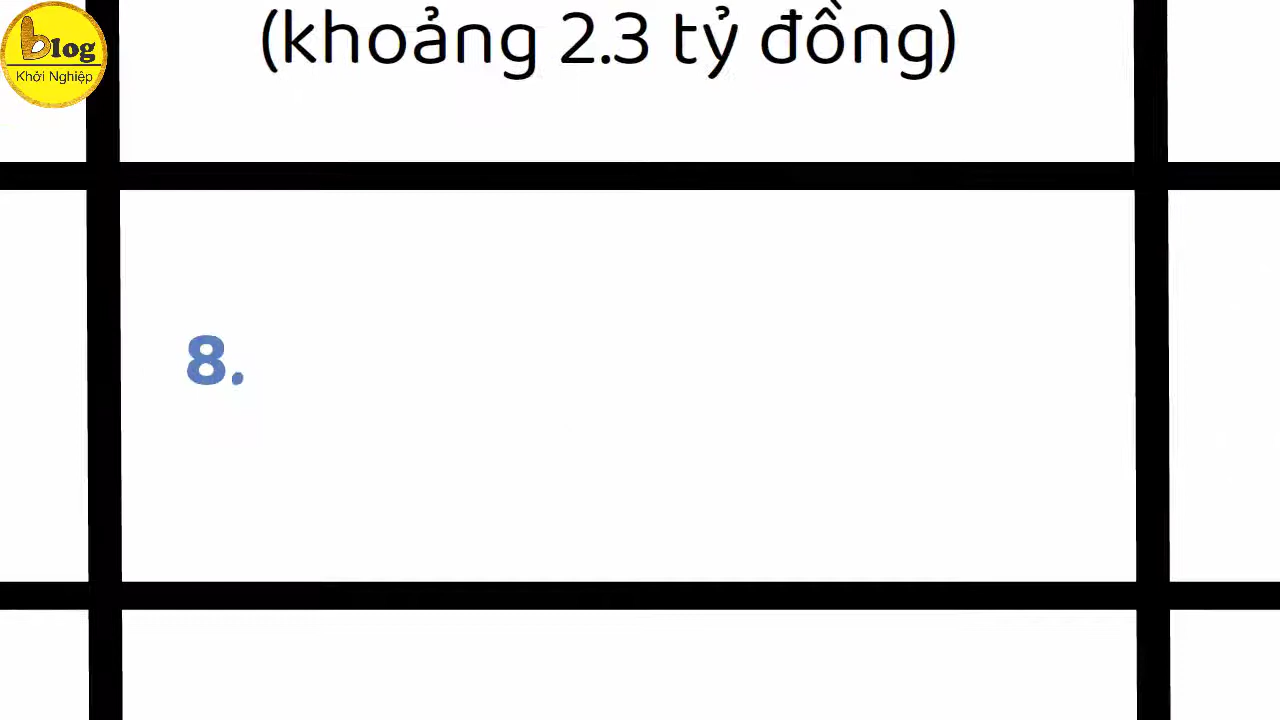 blog
Khởi Nghiệp
(khoảng 2.3 tỷ đồng)
8.